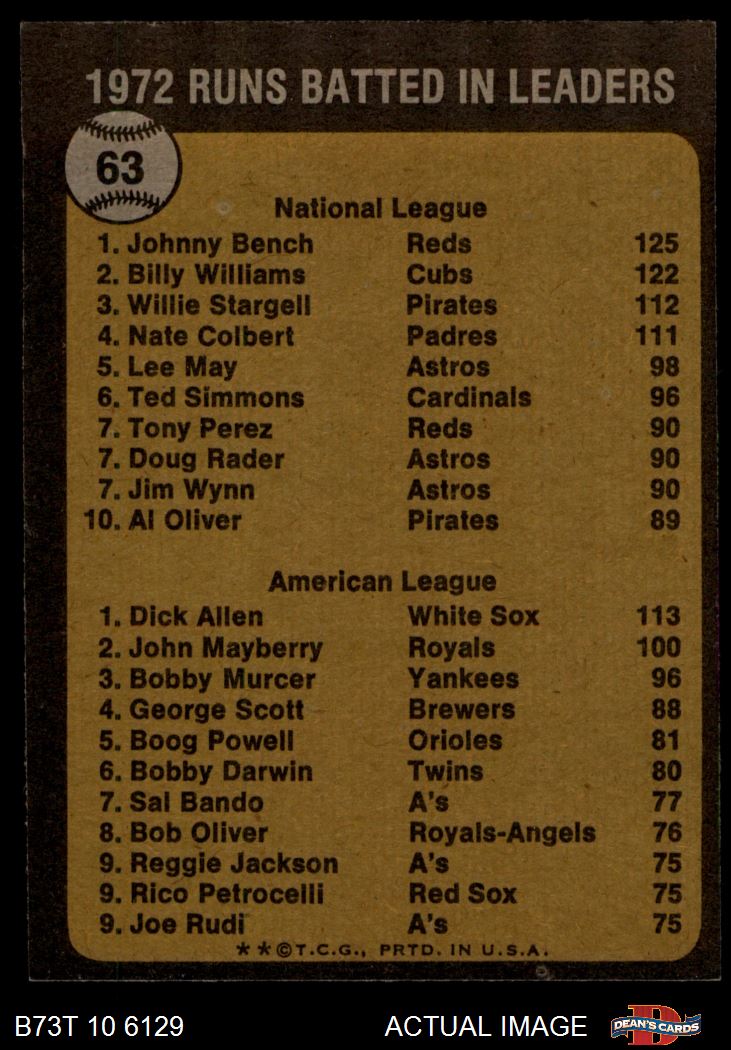 1972 RUNS BATTED IN LEADERS
63
National League
1. Johnny Bench Reds 125
2. Billy Williams Cubs 122
3. Willie Stargell Pirates 112
4. Nate Colbert Padres 111
5. Lee May Astros 98
6. Ted Simmons Cardinals 96
7. Tony Perez Reds 90
7. Doug Rader Astros 90
7. Jim Wynn Astros 90
10. Al Oliver Pirates 89
American League
1. Dick Allen White Sox 113
2. John Mayberry Royals 100
3. Bobby Murcer Yankees 96
4. George Scott Brewers 88
5. Boog Powell Orioles 81
6. Bobby Darwin Twins 80
7. Sal Bando A's 77
8. Bob Oliver Royals-Angels 76
9. Reggie Jackson A's 75
9. Rico Petrocelli Red Sox 75
9. Joe Rudi A's 75
**©T.C.G., PRTD. IN U.S.A.
B73T 10 6129 ACTUAL IMAGE
D
DEAN'S CARDS